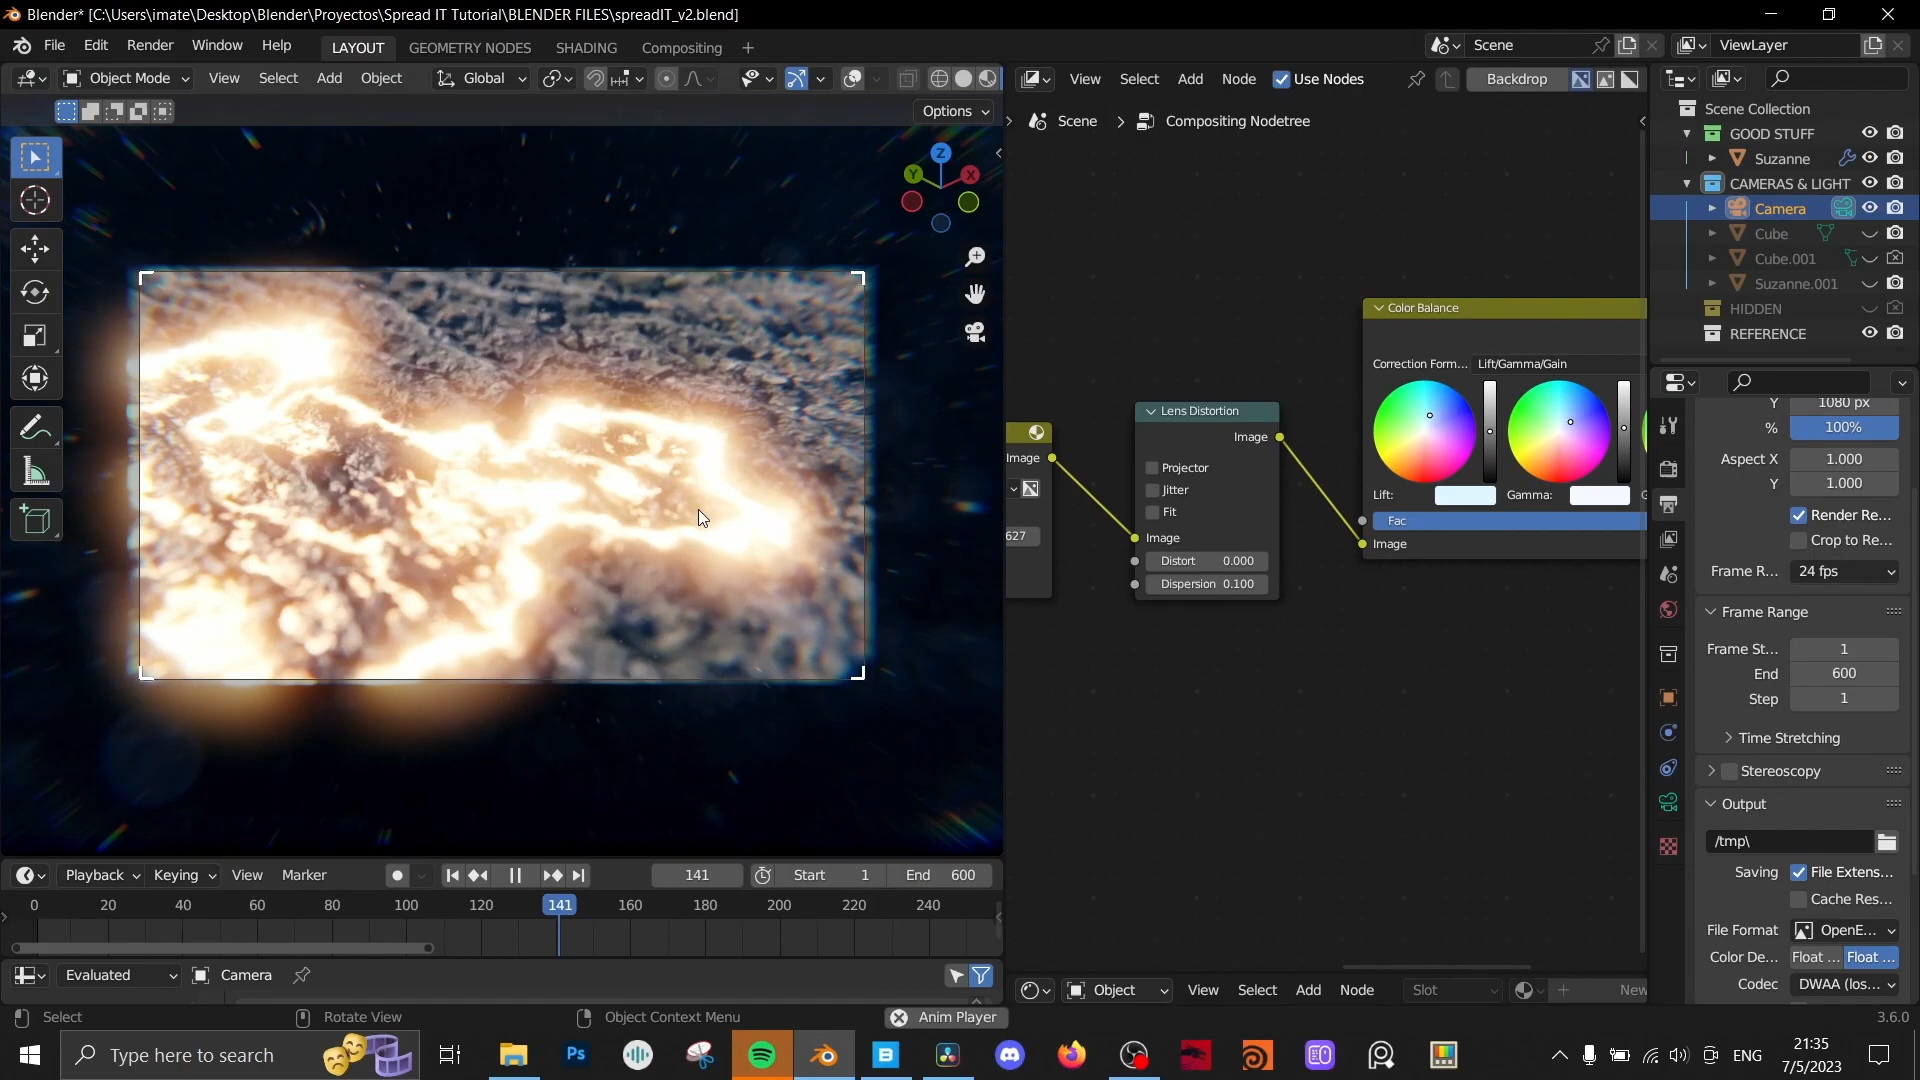 Blender* [C:\Users\imate\Desktop\Blender\Proyectos\Spread IT Tutorial\BLENDER FILES\spreadIT_v2.blend]
File Edit Render Window Help LAYOUT GEOMETRY NODES SHADING Compositing + Scene ViewLayer
Object Mode View Select Add Object Global View Select Add Node Use Nodes Backdrop
Options
Scene > Compositing Nodetree
Scene Collection
GOOD STUFF
Suzanne
CAMERAS & LIGHT
Camera
Cube
Cube.001
Suzanne.001
HIDDEN
REFERENCE
Z
Y
X
Color Balance
Correction Form... Lift/Gamma/Gain
Lift: Gamma: G
Fac
Image
Lens Distortion
Image
Projector
Jitter
Fit
Image
Distort 0.000
Dispersion 0.100
Image
627
Y 1080 px
% 100%
Aspect X 1.000
Y 1.000
Render Re...
Crop to Re...
Frame R... 24 fps
Frame Range
Frame St... 1
End 600
Step 1
Time Stretching
Stereoscopy
Output
/tmp\
Saving File Extens...
Cache Res...
File Format OpenE...
Color De... Float ... Float ...
Codec DWAA (los...
Playback Keying View Marker 141 Start 1 End 600
0 20 40 60 80 100 120 141 160 180 200 220 240
Evaluated Camera
Object View Select Add Node Slot New
Select Rotate View Object Context Menu Anim Player 3.6.0
Type here to search Ps B ENG
21:35
7/5/2023